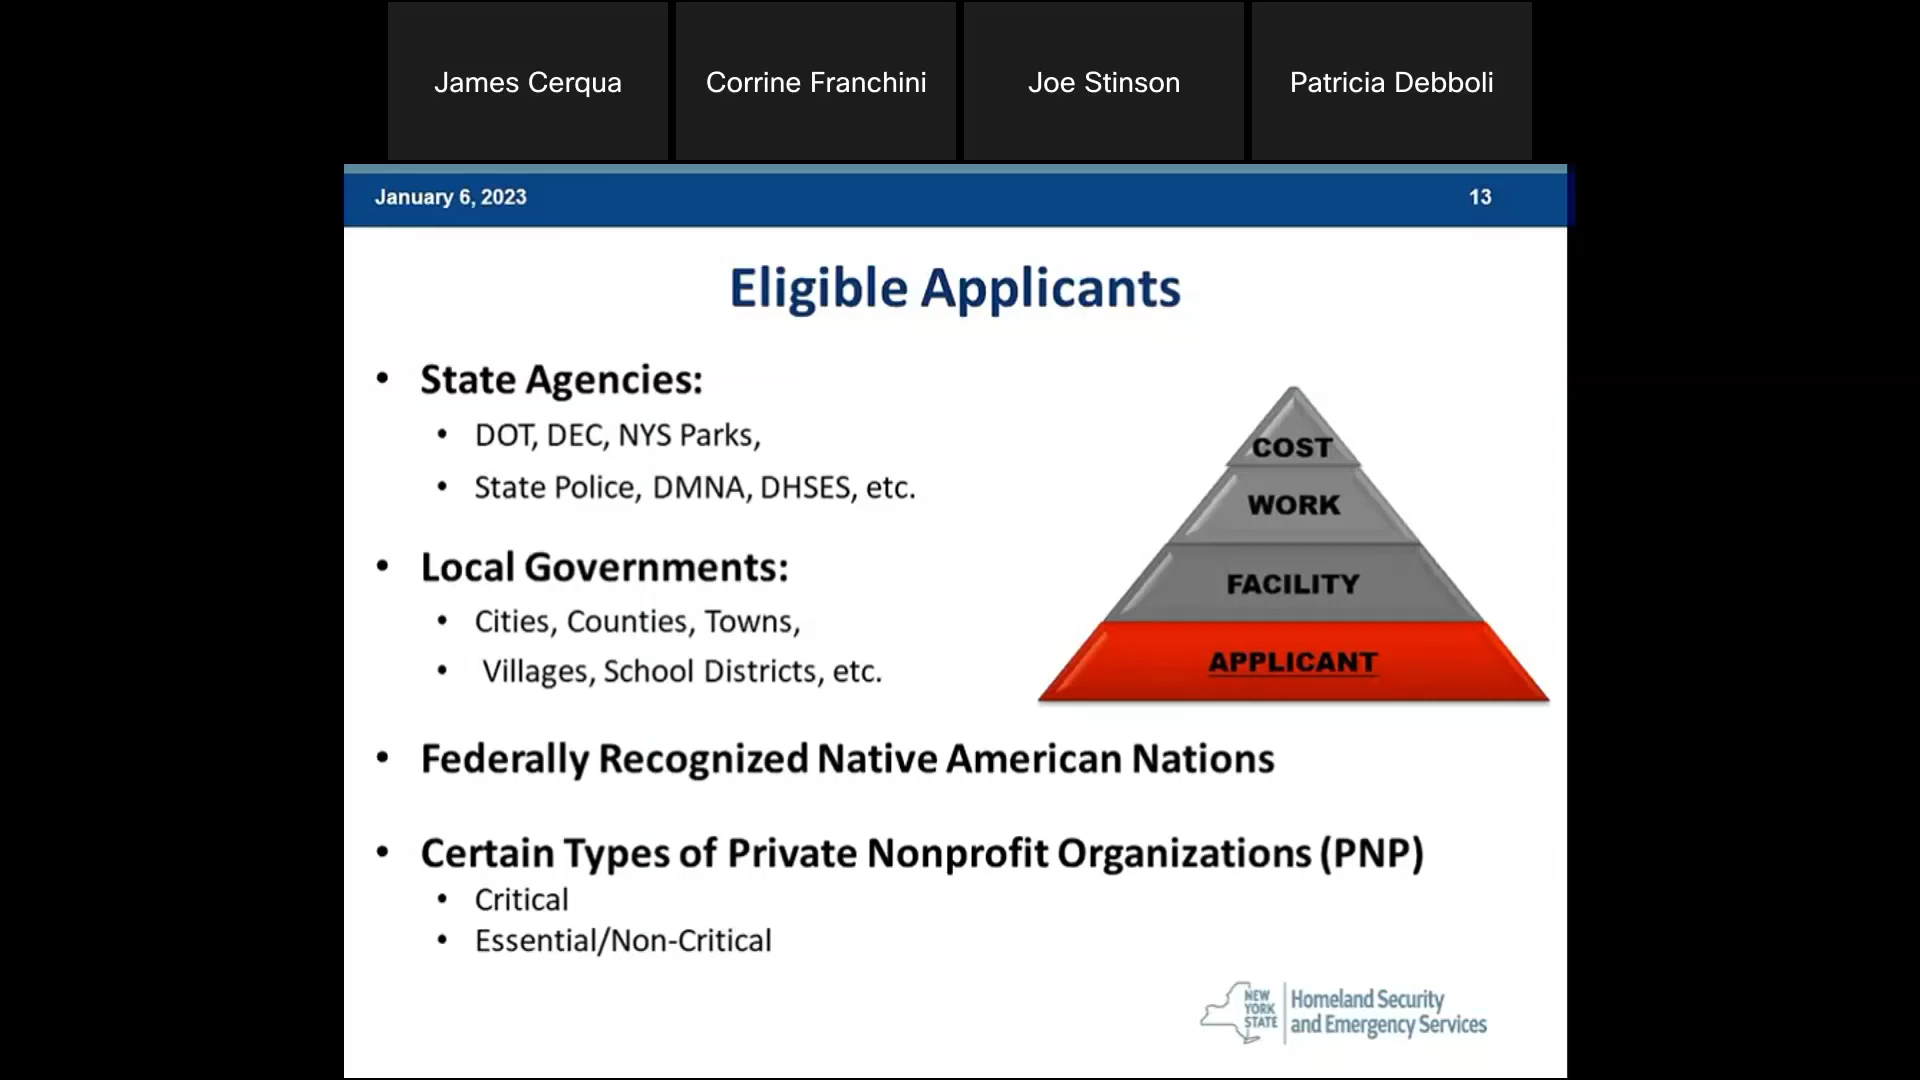 James Cerqua
Corrine Franchini
Joe Stinson
Patricia Debboli
January 6, 2023
13
Eligible Applicants
• State Agencies:
• DOT, DEC, NYS Parks,
• State Police, DMNA, DHSES, etc.
• Local Governments:
• Cities, Counties, Towns,
• Villages, School Districts, etc.
• Federally Recognized Native American Nations
• Certain Types of Private Nonprofit Organizations (PNP)
• Critical
• Essential/Non-Critical
COST
WORK
FACILITY
APPLICANT
NEW
YORK
STATE
Homeland Security
and Emergency Services